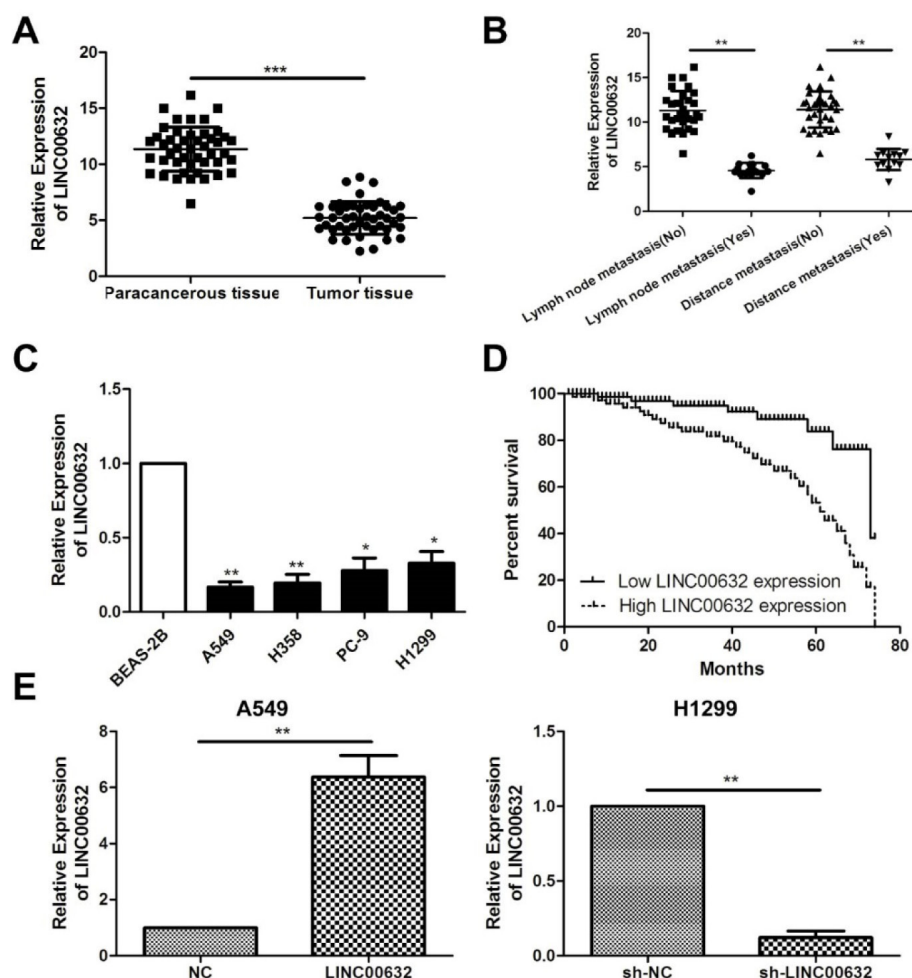 A
Relative Expression
of LINC00632
20
15
10
5
0
***
Paracancerous tissue
Tumor tissue
B
Relative Expression
of LINC00632
20
15
10
5
0
**
**
Lymph node metastasis(No)
Lymph node metastasis(Yes)
Distance metastasis(No)
Distance metastasis(Yes)
C
Relative Expression
of LINC00632
1.5
1.0
0.5
0.0
**
**
*
*
BEAS-2B
A549
H358
PC-9
H1299
D
Percent survival
100
80
60
40
20
0
Low LINC00632 expression
High LINC00632 expression
0
20
40
60
80
Months
E
A549
Relative Expression
of LINC00632
8
6
4
2
0
**
NC
LINC00632
H1299
Relative Expression
of LINC00632
1.5
1.0
0.5
0.0
**
sh-NC
sh-LINC00632